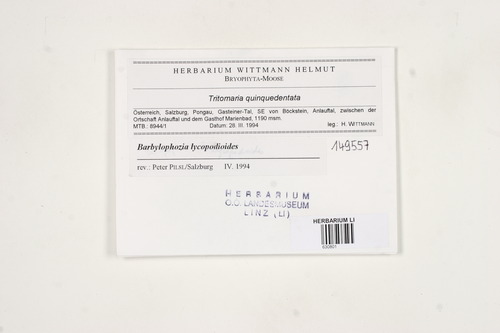 HERBARIUM WITTMANN HELMUT
BRYOPHYTA-MOOSE
Tritomaria quinquedentata
Österreich, Salzburg, Pongau, Gasteiner-Tal, SE von Böckstein, Anlauftal, zwischen der
Ortschaft Anlauftal und dem Gasthof Marienbad, 1190 msm.
MTB.: 8944/1 Datum: 28. III. 1994 leg.: H. WITTMANN
Barbylophozia lycopodioides
rev.: Peter PILSL/Salzburg IV. 1994
149557
HERBARIUM
O.Ö. LANDESMUSEUM
LINZ (LI)
HERBARIUM LI
630801